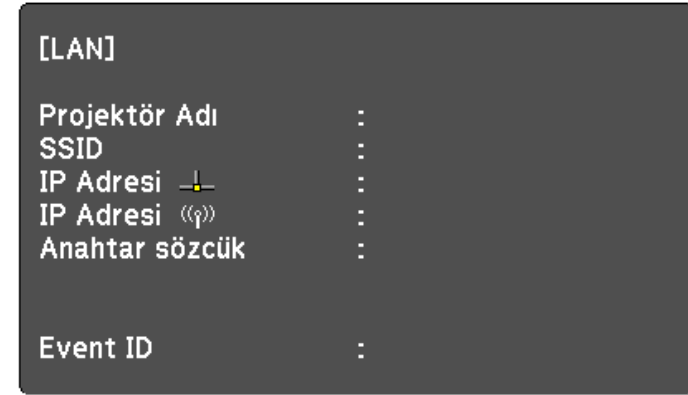 [LAN]
Projektör Adı :
SSID :
IP Adresi :
IP Adresi :
Anahtar sözcük :
Event ID :